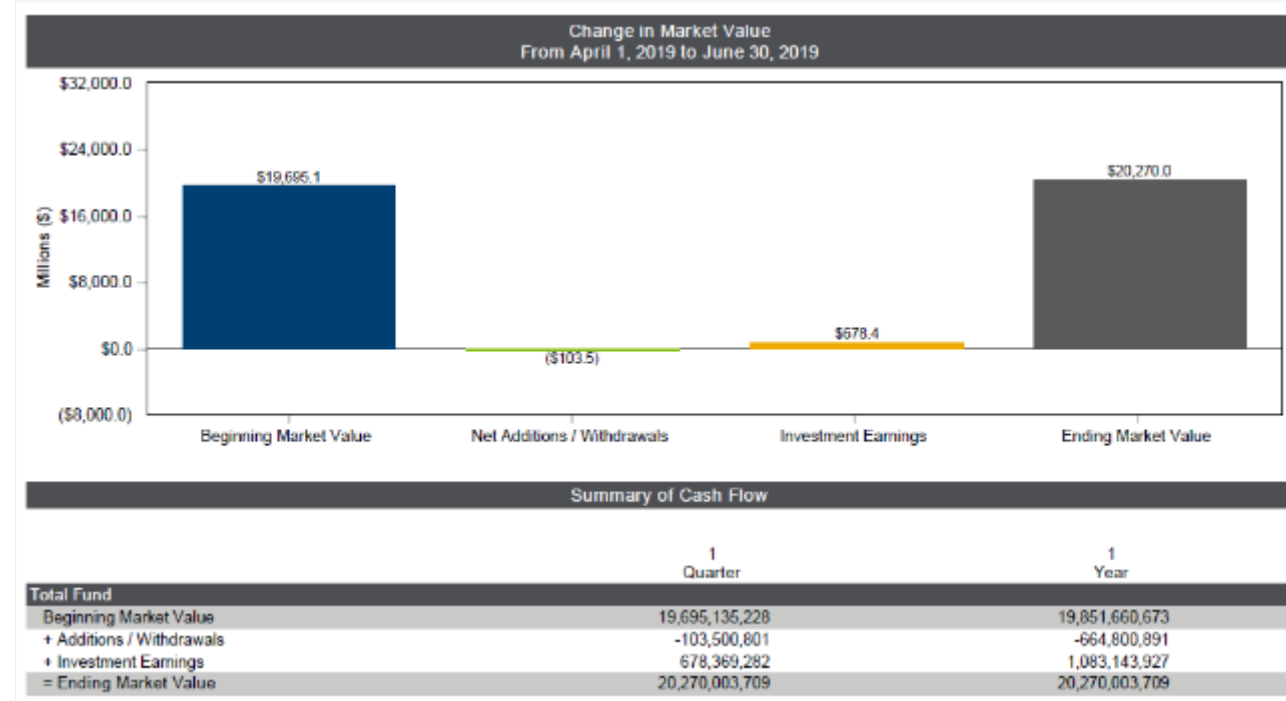 Change in Market Value
From April 1, 2019 to June 30, 2019
$32,000.0
$24,000.0
$16,000.0
$8,000.0
$0.0
($8,000.0)
Millions ($)
$19,695.1
($103.5)
$678.4
$20,270.0
Beginning Market Value Net Additions / Withdrawals Investment Earnings Ending Market Value
Summary of Cash Flow
1 1
Quarter Year
Total Fund
Beginning Market Value 19,695,135,228 19,851,660,673
+ Additions / Withdrawals -103,500,801 -664,800,891
+ Investment Earnings 678,369,282 1,083,143,927
= Ending Market Value 20,270,003,709 20,270,003,709